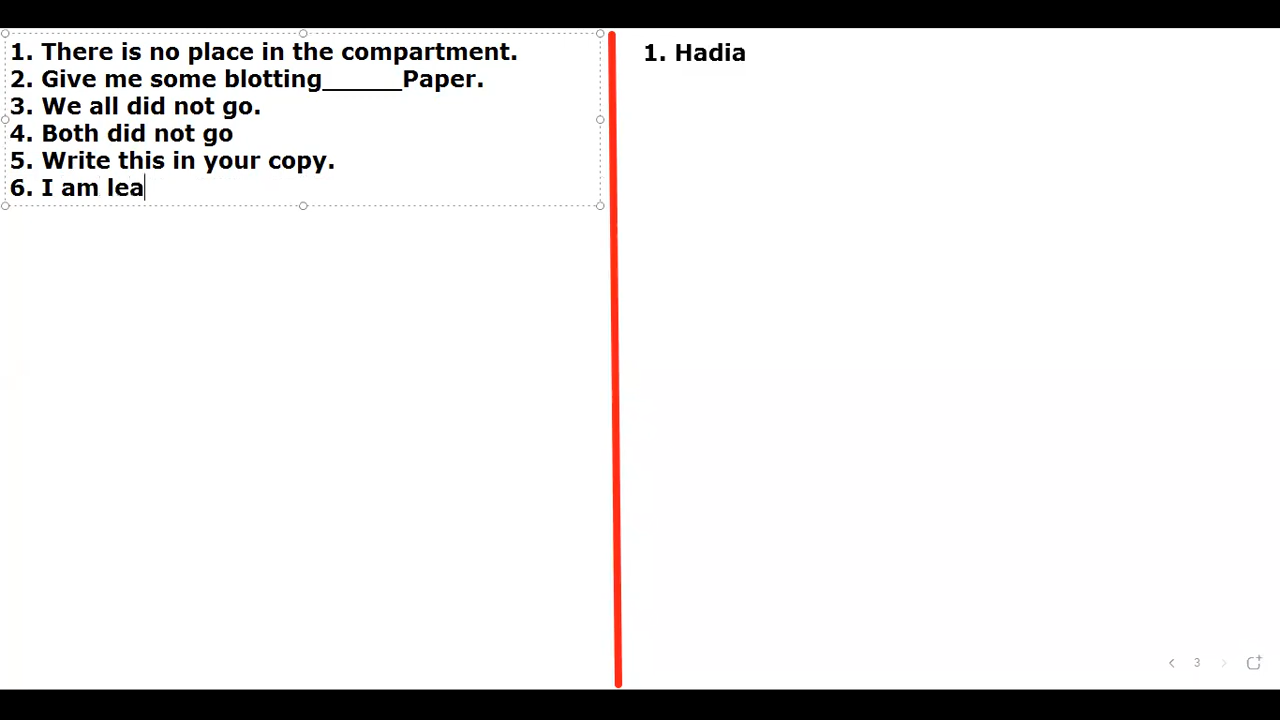 1. There is no place in the compartment.
2. Give me some blotting______Paper.
3. We all did not go.
4. Both did not go
5. Write this in your copy.
6. I am lea
1. Hadia
3